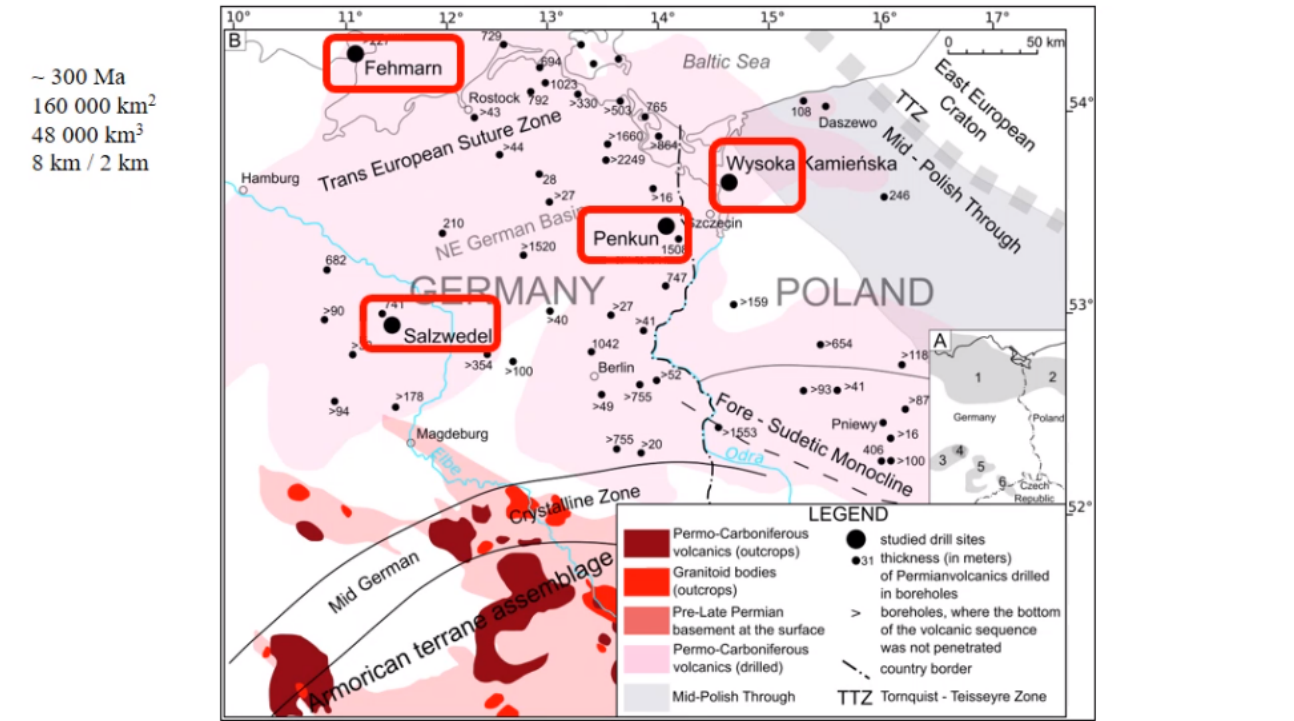 ~ 300 Ma
160 000 km2
48 000 km3
8 km / 2 km
10°
11°
12°
13°
14°
15°
16°
17°
B
0 50 km
>227
Fehmarn
729
694
1023
792
>330
Rostock
>43
>503
765
Baltic Sea
54°
108
Daszewo
TTZ
East European
Craton
Mid - Polish Through
Trans European Suture Zone
>44
>1660
>864
>2249
Wysoka Kamieńska
Hamburg
28
>27
>16
246
NE German Basin
210
>1520
Penkun
Szczecin
1508
682
GERMANY
POLAND
747
>159
53°
>90
741
Salzwedel
>40
>27
>41
>354
>100
1042
Berlin
>52
>755
>49
>654
>118
>93
>41
>87
>94
>178
Magdeburg
Elbe
>755
>20
>1553
Odra
Fore - Sudetic Monocline
Pniewy
>16
406
>100
A
1
2
Germany
Poland
3
4
5
6
Czech
Republic
52°
Crystalline Zone
Mid German
Armorican terrane assemblage
LEGEND
Permo-Carboniferous
volcanics (outcrops)
Granitoid bodies
(outcrops)
Pre-Late Permian
basement at the surface
Permo-Carboniferous
volcanics (drilled)
Mid-Polish Through
studied drill sites
31 thickness (in meters)
of Permianvolcanics drilled
in boreholes
> boreholes, where the bottom
of the volcanic sequence
was not penetrated
country border
TTZ Tornquist - Teisseyre Zone